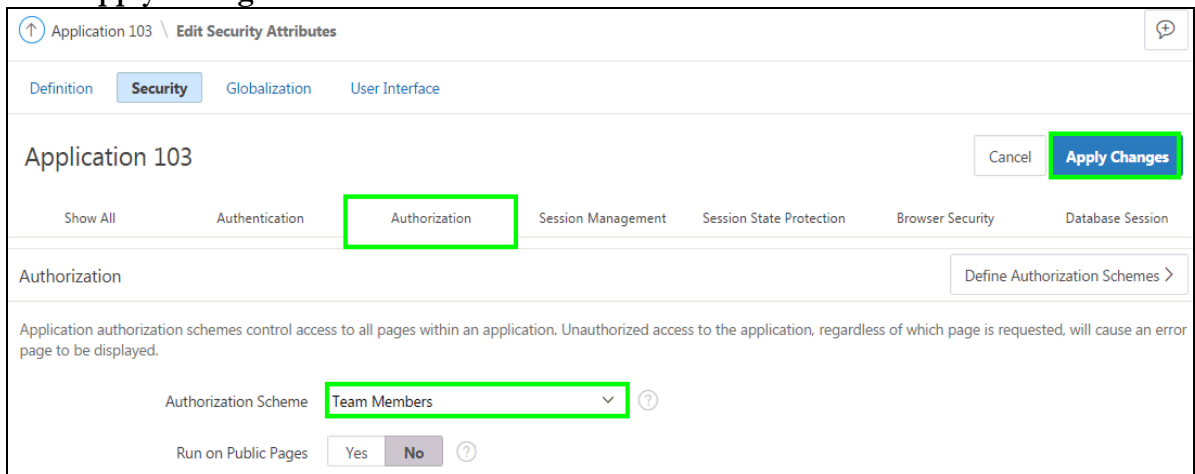 Application 103 \ Edit Security Attributes
Definition Security Globalization User Interface
Application 103 Cancel Apply Changes
Show All Authentication Authorization Session Management Session State Protection Browser Security Database Session
Authorization Define Authorization Schemes >
Application authorization schemes control access to all pages within an application. Unauthorized access to the application, regardless of which page is requested, will cause an error
page to be displayed.
Authorization Scheme Team Members ?
Run on Public Pages Yes No ?